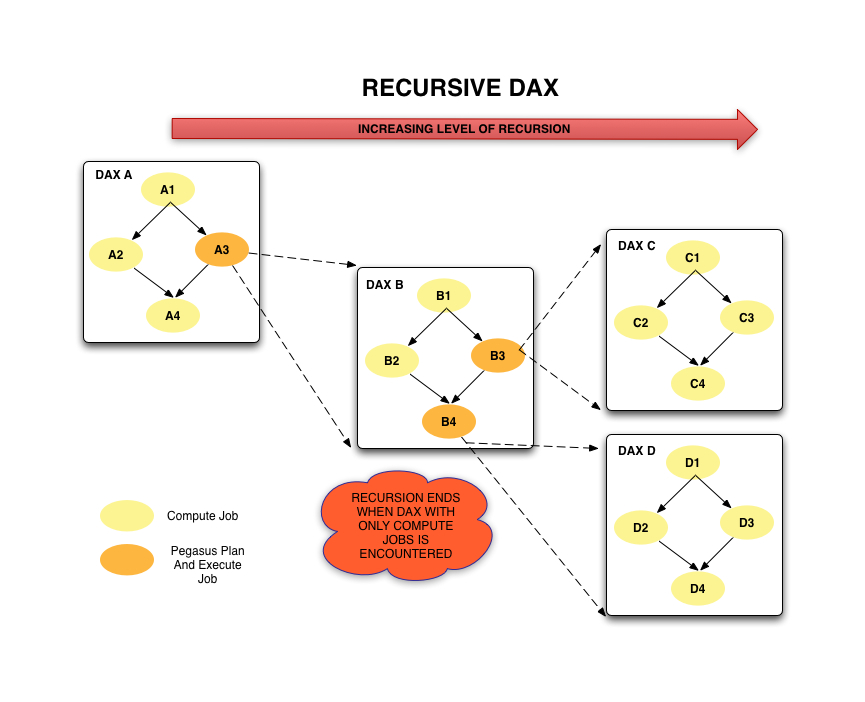 RECURSIVE DAX
INCREASING LEVEL OF RECURSION
DAX A
A1
A2
A3
A4
DAX B
B1
B2
B3
B4
DAX C
C1
C2
C3
C4
DAX D
D1
D2
D3
D4
RECURSION ENDS
WHEN DAX WITH
ONLY COMPUTE
JOBS IS
ENCOUNTERED
Compute Job
Pegasus Plan
And Execute
Job